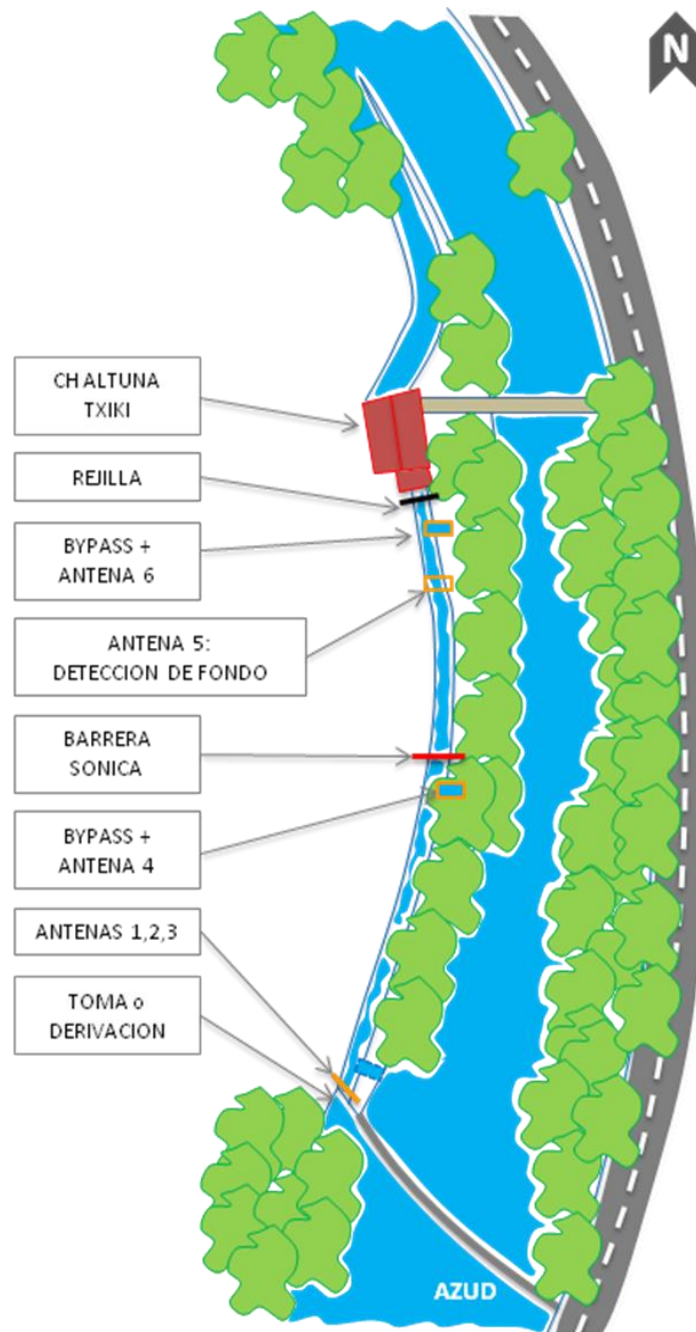 N
CH ALTUNA
TXIKI
REJILLA
BYPASS +
ANTENA 6
ANTENA 5:
DETECCION DE FONDO
BARRERA
SONICA
BYPASS +
ANTENA 4
ANTENAS 1,2,3
TOMA o
DERIVACION
AZUD